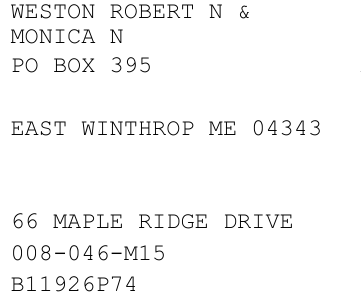 WESTON ROBERT N &
MONICA N
PO BOX 395
EAST WINTHROP ME 04343
66 MAPLE RIDGE DRIVE
008-046-M15
B11926P74